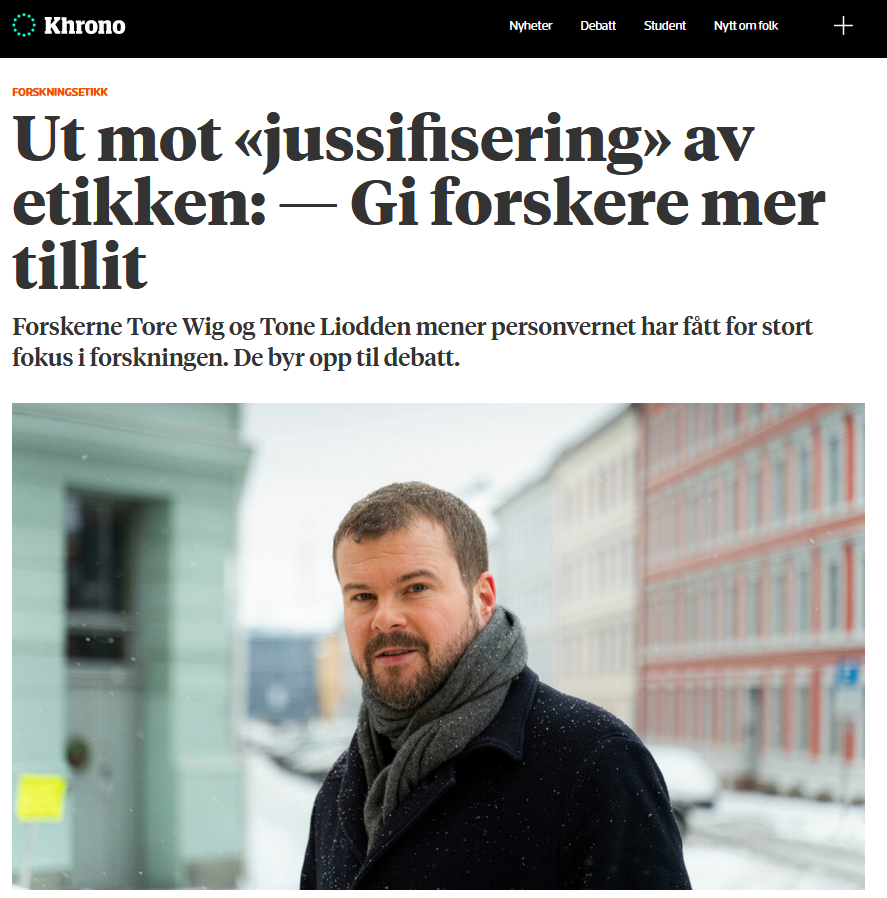 Khrono
Nyheter
Debatt
Student
Nytt om folk
FORSKNINGSETIKK
Ut mot «jussifisering» av
etikken: — Gi forskere mer
tillit
Forskerne Tore Wig og Tone Liodden mener personvernet har fått for stort
fokus i forskningen. De byr opp til debatt.